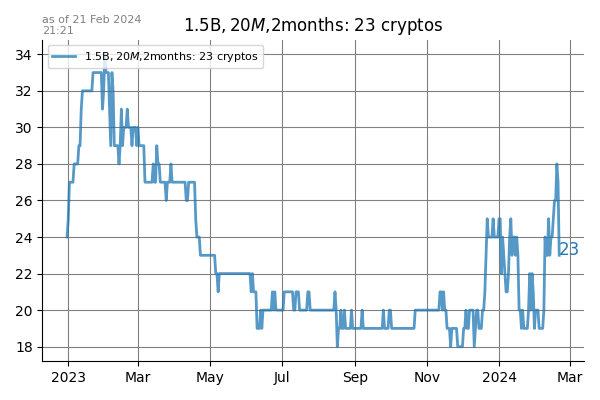 as of 21 Feb 2024
21:21
1.5B, 20M,2months: 23 cryptos
1.5B, 20M,2months: 23 cryptos
34
32
30
28
26
24
22
20
18
23
2023 Mar May Jul Sep Nov 2024 Mar